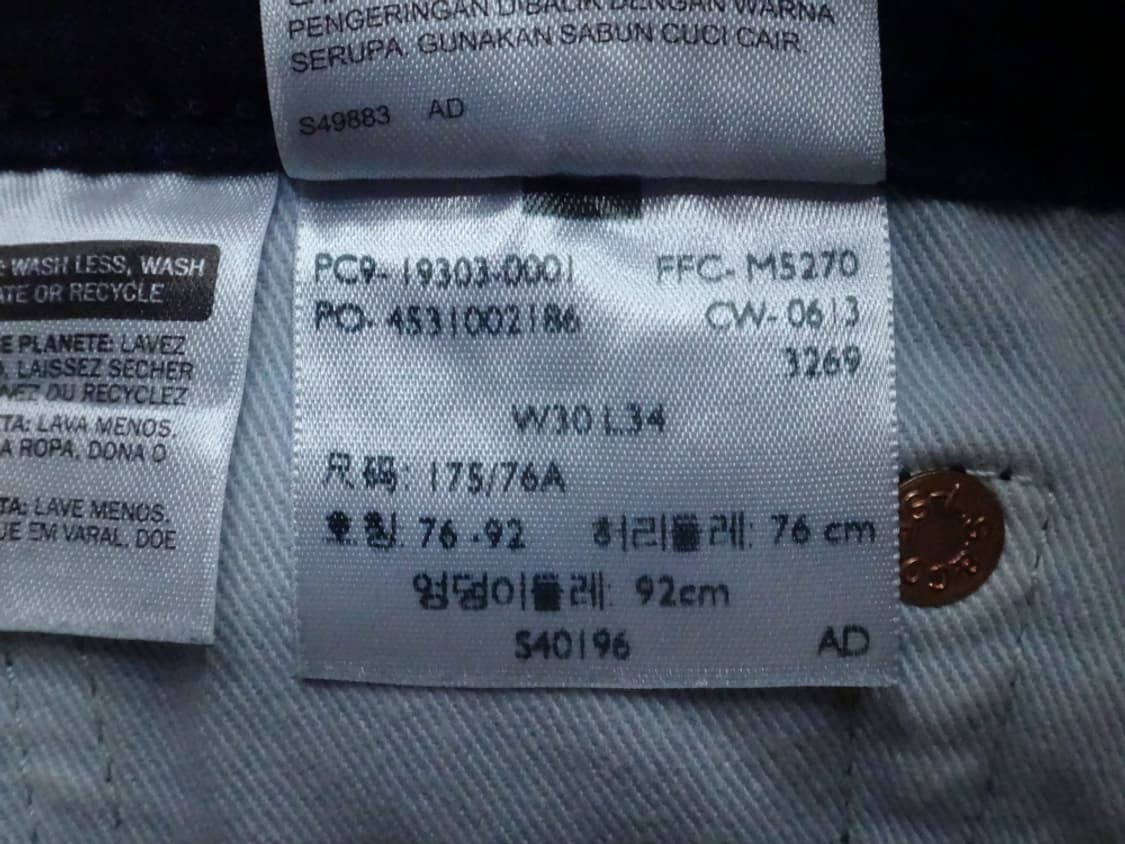 PENGERINGAN DIBALIK DENGAN WARNA
SERUPA. GUNAKAN SABUN CUCI CAIR.
S49883 AD
: WASH LESS, WASH
ATE OR RECYCLE
E PLANETE: LAVEZ
, LAISSEZ SÉCHER
NEZ OU RECYCLEZ
TA: LAVA MENOS.
A ROPA, DONA O
TA: LAVE MENOS.
UE EM VARAL, DOE
PC9- 19303-0001 FFC- M5270
PO- 4531002186 CW- 0613
3269
W30 L34
尺码: 175/76A
호칭: 76 -92 허리둘레: 76 cm
엉덩이둘레: 92cm
S40196 AD